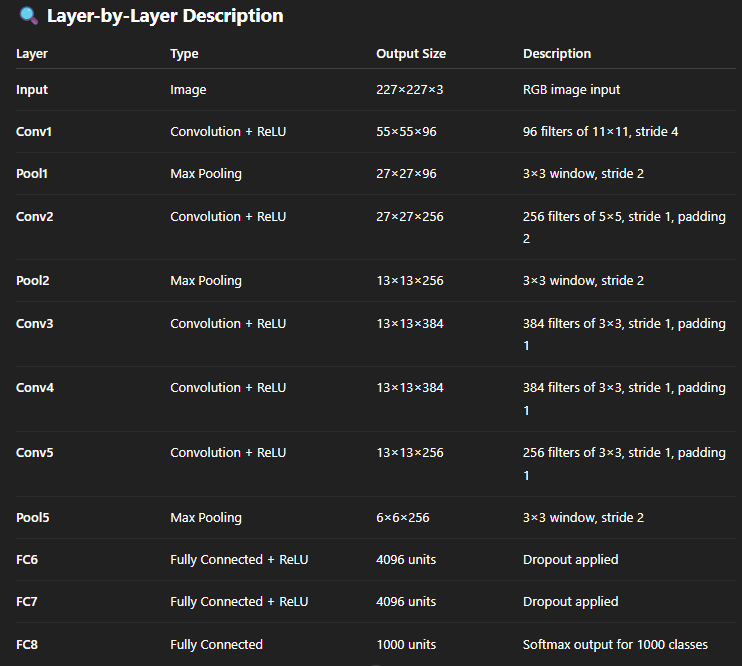 🔍 Layer-by-Layer Description
Layer Type Output Size Description
Input Image 227×227×3 RGB image input
Conv1 Convolution + ReLU 55×55×96 96 filters of 11×11, stride 4
Pool1 Max Pooling 27×27×96 3×3 window, stride 2
Conv2 Convolution + ReLU 27×27×256 256 filters of 5×5, stride 1, padding
2
Pool2 Max Pooling 13×13×256 3×3 window, stride 2
Conv3 Convolution + ReLU 13×13×384 384 filters of 3×3, stride 1, padding
1
Conv4 Convolution + ReLU 13×13×384 384 filters of 3×3, stride 1, padding
1
Conv5 Convolution + ReLU 13×13×256 256 filters of 3×3, stride 1, padding
1
Pool5 Max Pooling 6×6×256 3×3 window, stride 2
FC6 Fully Connected + ReLU 4096 units Dropout applied
FC7 Fully Connected + ReLU 4096 units Dropout applied
FC8 Fully Connected 1000 units Softmax output for 1000 classes